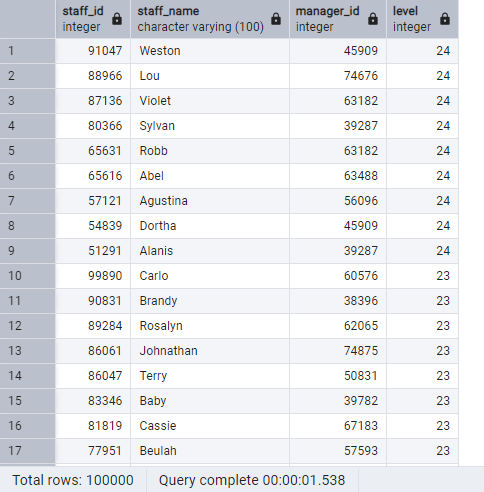 staff_id staff_name manager_id level
integer character varying (100) integer integer
1 91047 Weston 45909 24
2 88966 Lou 74676 24
3 87136 Violet 63182 24
4 80366 Sylvan 39287 24
5 65631 Robb 63182 24
6 65616 Abel 63488 24
7 57121 Agustina 56096 24
8 54839 Dortha 45909 24
9 51291 Alanis 39287 24
10 99890 Carlo 60576 23
11 90831 Brandy 38396 23
12 89284 Rosalyn 62065 23
13 86061 Johnathan 74875 23
14 86047 Terry 50831 23
15 83346 Baby 39782 23
16 81819 Cassie 67183 23
17 77951 Beulah 57593 23
Total rows: 100000 Query complete 00:00:01.538